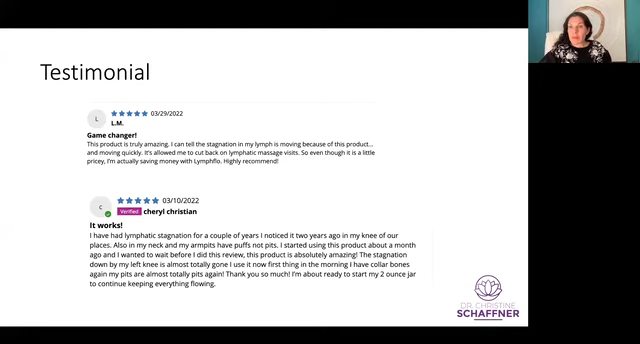 Testimonial
L
03/29/2022
L.M.
Game changer!
This product is truly amazing. I can tell the stagnation in my lymph is moving because of this product...
and moving quickly. It's allowed me to cut back on lymphatic massage visits. So even though it is a little
pricey, I'm actually saving money with Lymphflo. Highly recommend!
c
03/10/2022
Verified cheryl christian
It works!
I have had lymphatic stagnation for a couple of years I noticed it two years ago in my knee of our
places. Also in my neck and my armpits have puffs not pits. I started using this product about a month
ago and I wanted to wait before I did this review, this product is absolutely amazing! The stagnation
down by my left knee is almost totally gone I use it now first thing in the morning I have collar bones
again my pits are almost totally pits again! Thank you so much! I'm about ready to start my 2 ounce jar
to continue keeping everything flowing.
DR. CHRISTINE
SCHAFFNER